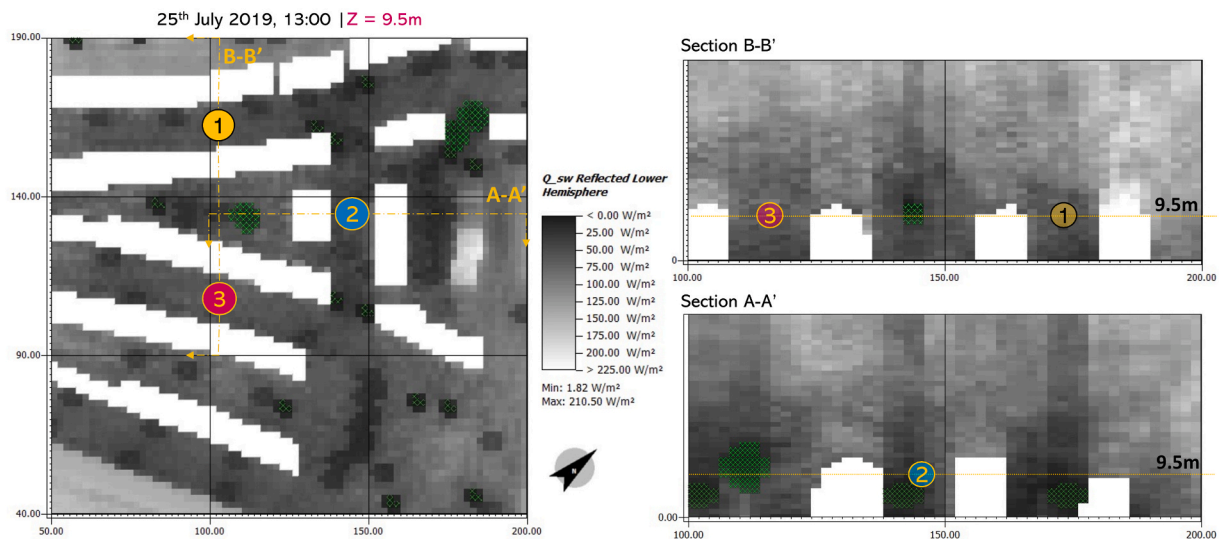 25th July 2019, 13:00 | Z = 9.5m
190.00
140.00
90.00
40.00
50.00 100.00 150.00 200.00
B-B’
A-A’
1
2
3
Q_sw Reflected Lower
Hemisphere
< 0.00 W/m²
25.00 W/m²
50.00 W/m²
75.00 W/m²
100.00 W/m²
125.00 W/m²
150.00 W/m²
175.00 W/m²
200.00 W/m²
> 225.00 W/m²
Min: 1.82 W/m²
Max: 210.50 W/m²
N
Section B-B’
3
1
9.5m
0
100.00 150.00 200.00
Section A-A’
2
9.5m
0.00
100.00 150.00 200.00